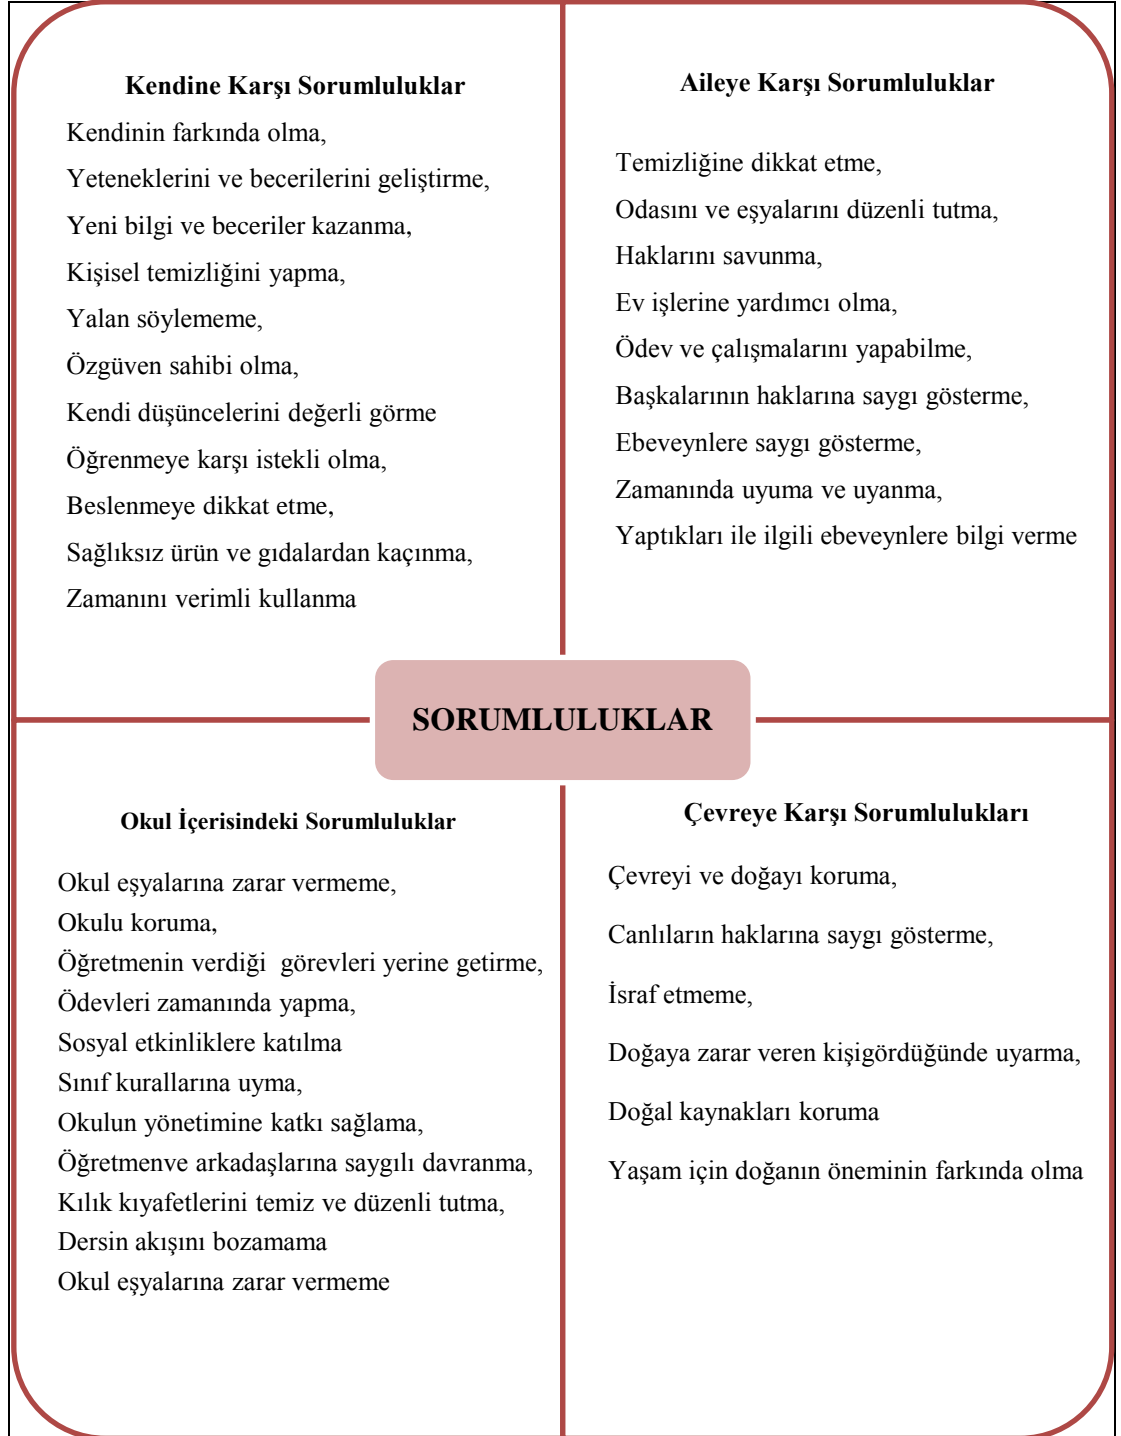 Kendine Karşı Sorumluluklar
Kendinin farkında olma,
Yeteneklerini ve becerilerini geliştirme,
Yeni bilgi ve beceriler kazanma,
Kişisel temizliğini yapma,
Yalan söylememe,
Özgüven sahibi olma,
Kendi düşüncelerini değerli görme
Öğrenmeye karşı istekli olma,
Beslenmeye dikkat etme,
Sağlıksız ürün ve gıdalardan kaçınma,
Zamanını verimli kullanma
Aileye Karşı Sorumluluklar
Temizliğine dikkat etme,
Odasını ve eşyalarını düzenli tutma,
Haklarını savunma,
Ev işlerine yardımcı olma,
Ödev ve çalışmalarını yapabilme,
Başkalarının haklarına saygı gösterme,
Ebeveynlere saygı gösterme,
Zamanında uyuma ve uyanma,
Yaptıkları ile ilgili ebeveynlere bilgi verme
SORUMLULUKLAR
Okul İçerisindeki Sorumluluklar
Okul eşyalarına zarar vermeme,
Okulu koruma,
Öğretmenin verdiği  görevleri yerine getirme,
Ödevleri zamanında yapma,
Sosyal etkinliklere katılma
Sınıf kurallarına uyma,
Okulun yönetimine katkı sağlama,
Öğretmenve arkadaşlarına saygılı davranma,
Kılık kıyafetlerini temiz ve düzenli tutma,
Dersin akışını bozamama
Okul eşyalarına zarar vermeme
Çevreye Karşı Sorumlulukları
Çevreyi ve doğayı koruma,
Canlıların haklarına saygı gösterme,
İsraf etmeme,
Doğaya zarar veren kişigördüğünde uyarma,
Doğal kaynakları koruma
Yaşam için doğanın öneminin farkında olma